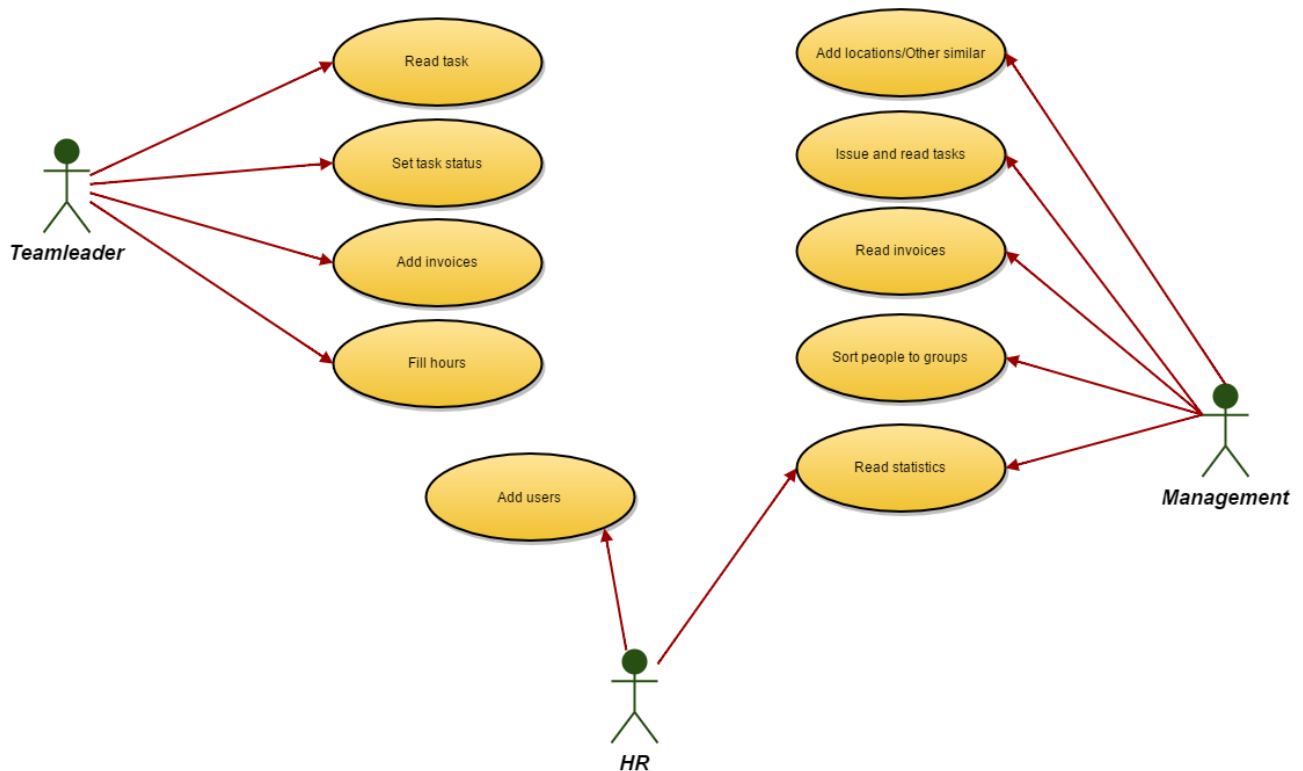 Read task
Set task status
Teamleader
Add invoices
Fill hours
Add locations/Other similar
Issue and read tasks
Read invoices
Sort people to groups
Read statistics
Management
Add users
HR